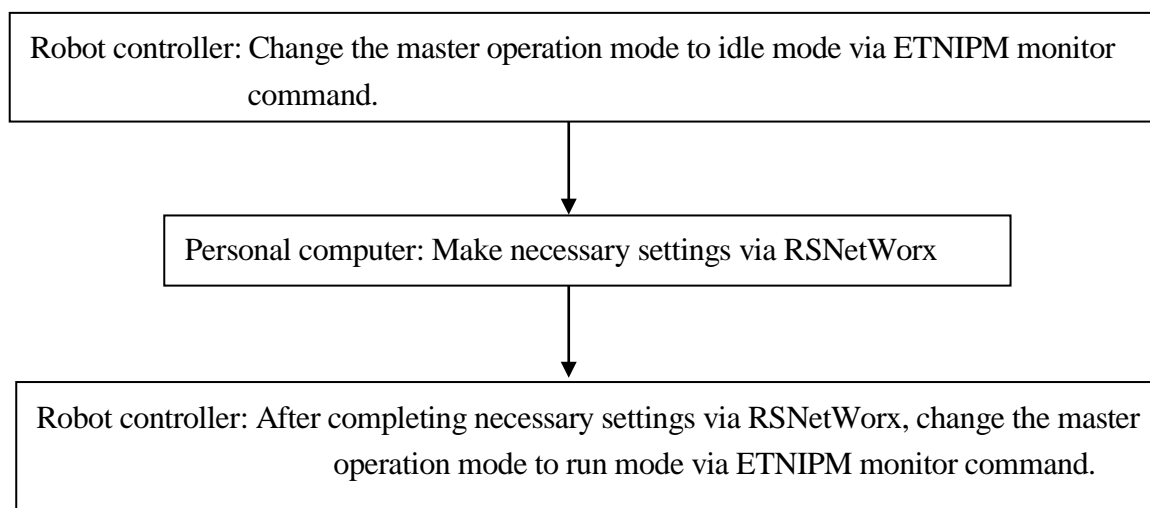 Robot controller: Change the master operation mode to idle mode via ETNIPM monitor
command.
Personal computer: Make necessary settings via RSNetWorx
Robot controller: After completing necessary settings via RSNetWorx, change the master
operation mode to run mode via ETNIPM monitor command.